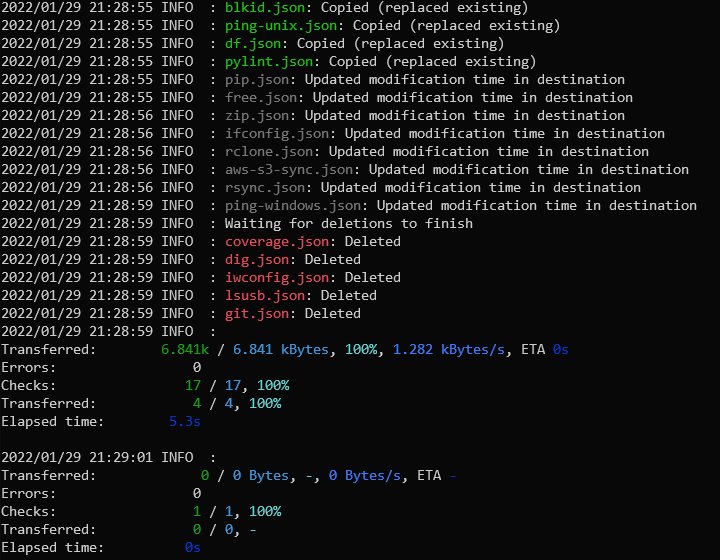 2022/01/29 21:28:55 INFO  : blkid.json: Copied (replaced existing)
2022/01/29 21:28:55 INFO  : ping-unix.json: Copied (replaced existing)
2022/01/29 21:28:55 INFO  : df.json: Copied (replaced existing)
2022/01/29 21:28:55 INFO  : pylint.json: Copied (replaced existing)
2022/01/29 21:28:55 INFO  : pip.json: Updated modification time in destination
2022/01/29 21:28:55 INFO  : free.json: Updated modification time in destination
2022/01/29 21:28:56 INFO  : zip.json: Updated modification time in destination
2022/01/29 21:28:56 INFO  : ifconfig.json: Updated modification time in destination
2022/01/29 21:28:56 INFO  : rclone.json: Updated modification time in destination
2022/01/29 21:28:56 INFO  : aws-s3-sync.json: Updated modification time in destination
2022/01/29 21:28:56 INFO  : rsync.json: Updated modification time in destination
2022/01/29 21:28:56 INFO  : ping-windows.json: Updated modification time in destination
2022/01/29 21:28:59 INFO  : Waiting for deletions to finish
2022/01/29 21:28:59 INFO  : coverage.json: Deleted
2022/01/29 21:28:59 INFO  : dig.json: Deleted
2022/01/29 21:28:59 INFO  : iwconfig.json: Deleted
2022/01/29 21:28:59 INFO  : lsusb.json: Deleted
2022/01/29 21:28:59 INFO  : git.json: Deleted
2022/01/29 21:28:59 INFO  :
Transferred:        6.841k / 6.841 kBytes, 100%, 1.282 kBytes/s, ETA 0s
Errors:                 0
Checks:                17 / 17, 100%
Transferred:            4 / 4, 100%
Elapsed time:        5.3s
2022/01/29 21:29:01 INFO  :
Transferred:             0 / 0 Bytes, -, 0 Bytes/s, ETA -
Errors:                 0
Checks:                 1 / 1, 100%
Transferred:            0 / 0, -
Elapsed time:          0s